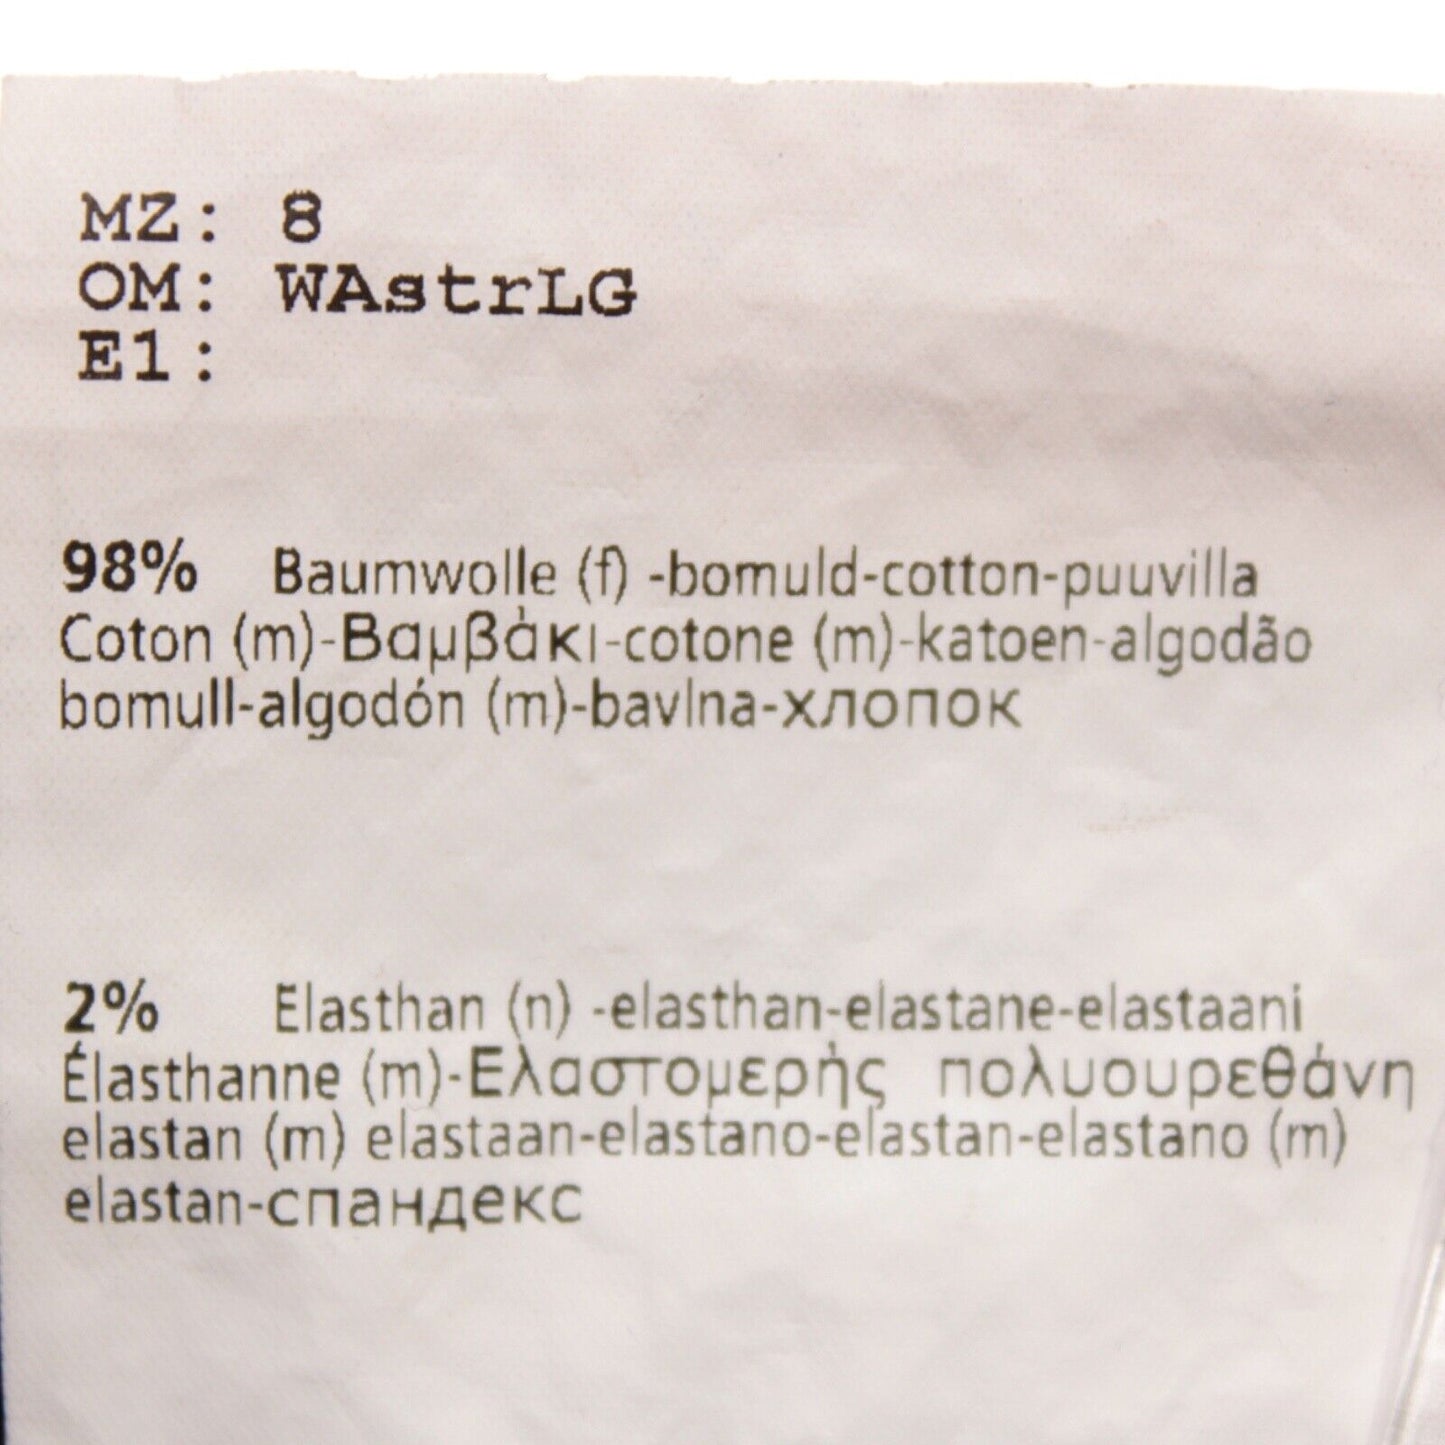 MZ: 8
OM: WAstrLG
E1:
98% Baumwolle (f) -bomuld-cotton-puuvilla
Coton (m)-Βαμβάκι-cotone (m)-katoen-algodão
bomull-algodón (m)-bavlna-хлопок
2% Elasthan (n) -elasthan-elastane-elastaani
Élasthanne (m)-Ελαστομερής πολυουρεθάνη
elastan (m) elastaan-elastano-elastan-elastano (m)
elastan-спандекс